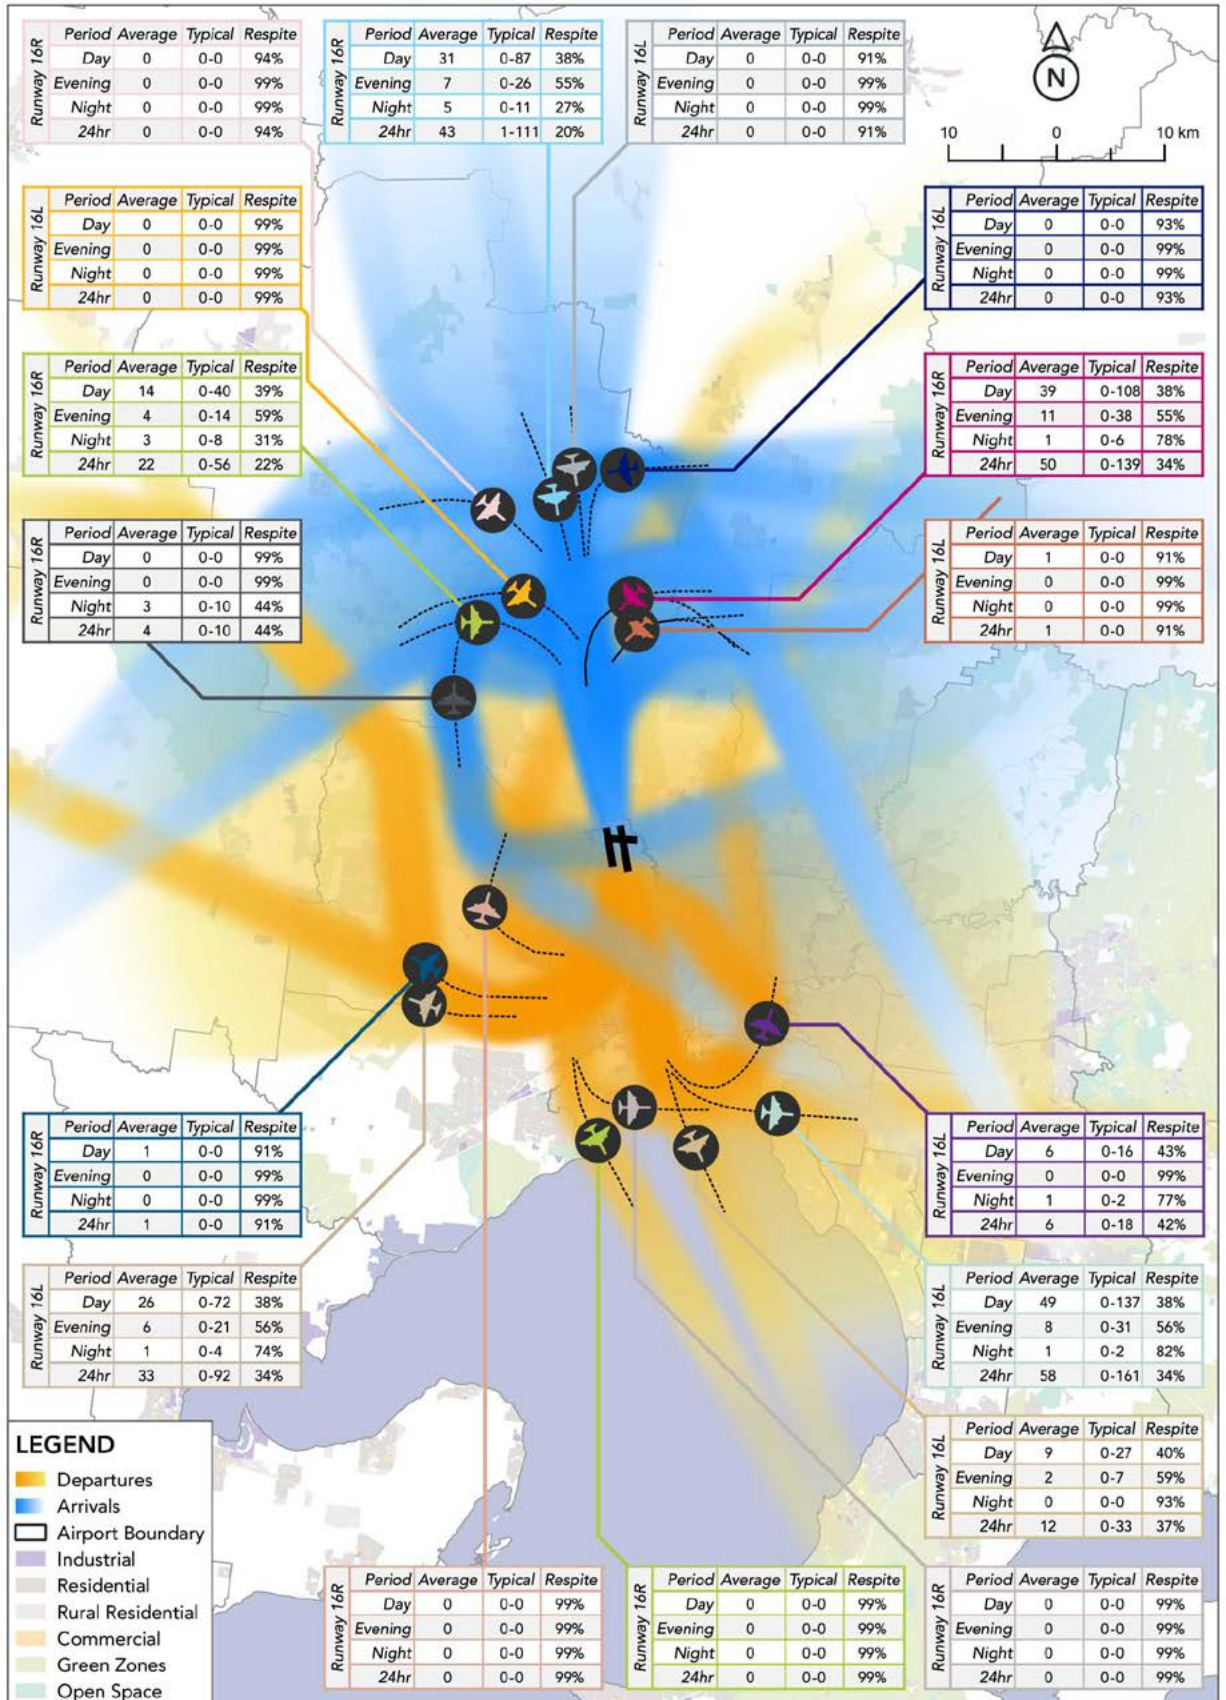 Runway 16R
Period Average Typical Respite
Day 0 0-0 94%
Evening 0 0-0 99%
Night 0 0-0 99%
24hr 0 0-0 94%
Runway 16R
Period Average Typical Respite
Day 31 0-87 38%
Evening 7 0-26 55%
Night 5 0-11 27%
24hr 43 1-111 20%
Runway 16L
Period Average Typical Respite
Day 0 0-0 91%
Evening 0 0-0 99%
Night 0 0-0 99%
24hr 0 0-0 91%
N
10 0 10 km
Runway 16L
Period Average Typical Respite
Day 0 0-0 99%
Evening 0 0-0 99%
Night 0 0-0 99%
24hr 0 0-0 99%
Runway 16L
Period Average Typical Respite
Day 0 0-0 93%
Evening 0 0-0 99%
Night 0 0-0 99%
24hr 0 0-0 93%
Runway 16R
Period Average Typical Respite
Day 14 0-40 39%
Evening 4 0-14 59%
Night 3 0-8 31%
24hr 22 0-56 22%
Runway 16R
Period Average Typical Respite
Day 39 0-108 38%
Evening 11 0-38 55%
Night 1 0-6 78%
24hr 50 0-139 34%
Runway 16R
Period Average Typical Respite
Day 0 0-0 99%
Evening 0 0-0 99%
Night 3 0-10 44%
24hr 4 0-10 44%
Runway 16L
Period Average Typical Respite
Day 1 0-0 91%
Evening 0 0-0 99%
Night 0 0-0 99%
24hr 1 0-0 91%
Runway 16R
Period Average Typical Respite
Day 1 0-0 91%
Evening 0 0-0 99%
Night 0 0-0 99%
24hr 1 0-0 91%
Runway 16L
Period Average Typical Respite
Day 6 0-16 43%
Evening 0 0-0 99%
Night 1 0-2 77%
24hr 6 0-18 42%
Runway 16L
Period Average Typical Respite
Day 26 0-72 38%
Evening 6 0-21 56%
Night 1 0-4 74%
24hr 33 0-92 34%
Runway 16L
Period Average Typical Respite
Day 49 0-137 38%
Evening 8 0-31 56%
Night 1 0-2 82%
24hr 58 0-161 34%
Runway 16L
Period Average Typical Respite
Day 9 0-27 40%
Evening 2 0-7 59%
Night 0 0-0 93%
24hr 12 0-33 37%
LEGEND
Departures
Arrivals
Airport Boundary
Industrial
Residential
Rural Residential
Commercial
Green Zones
Open Space
Runway 16R
Period Average Typical Respite
Day 0 0-0 99%
Evening 0 0-0 99%
Night 0 0-0 99%
24hr 0 0-0 99%
Runway 16R
Period Average Typical Respite
Day 0 0-0 99%
Evening 0 0-0 99%
Night 0 0-0 99%
24hr 0 0-0 99%
Runway 16R
Period Average Typical Respite
Day 0 0-0 99%
Evening 0 0-0 99%
Night 0 0-0 99%
24hr 0 0-0 99%